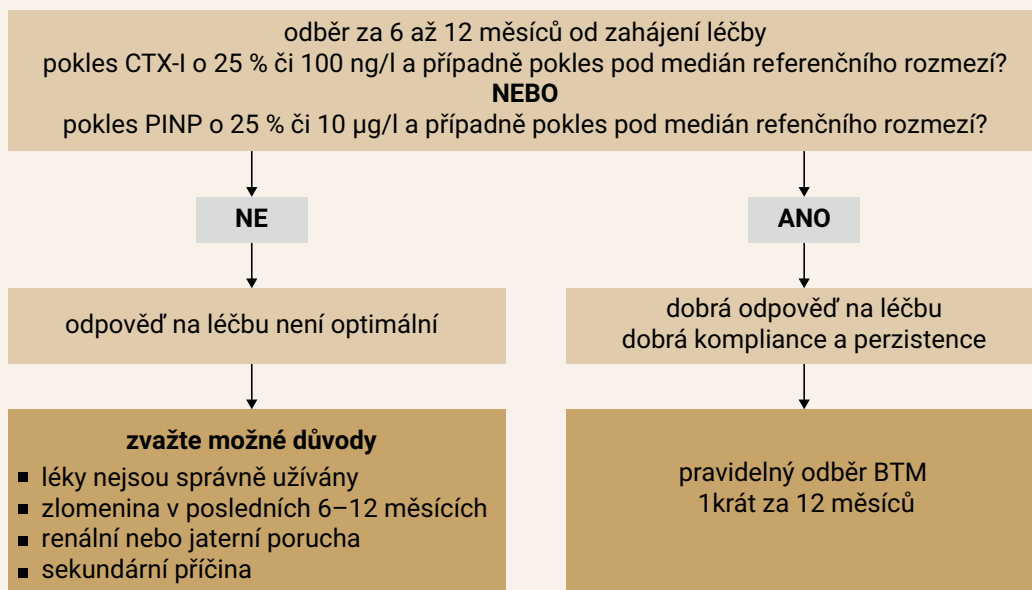 odběr za 6 až 12 měsíců od zahájení léčby
pokles CTX-I o 25 % či 100 ng/l a případně pokles pod medián referenčního rozmezí?
NEBO
pokles PINP o 25 % či 10 µg/l a případně pokles pod medián refenčního rozmezí?
NE
ANO
odpověď na léčbu není optimální
dobrá odpověď na léčbu
dobrá kompliance a perzistence
zvažte možné důvody
▪ léky nejsou správně užívány
▪ zlomenina v posledních 6–12 měsících
▪ renální nebo jaterní porucha
▪ sekundární příčina
pravidelný odběr BTM
1krát za 12 měsíců